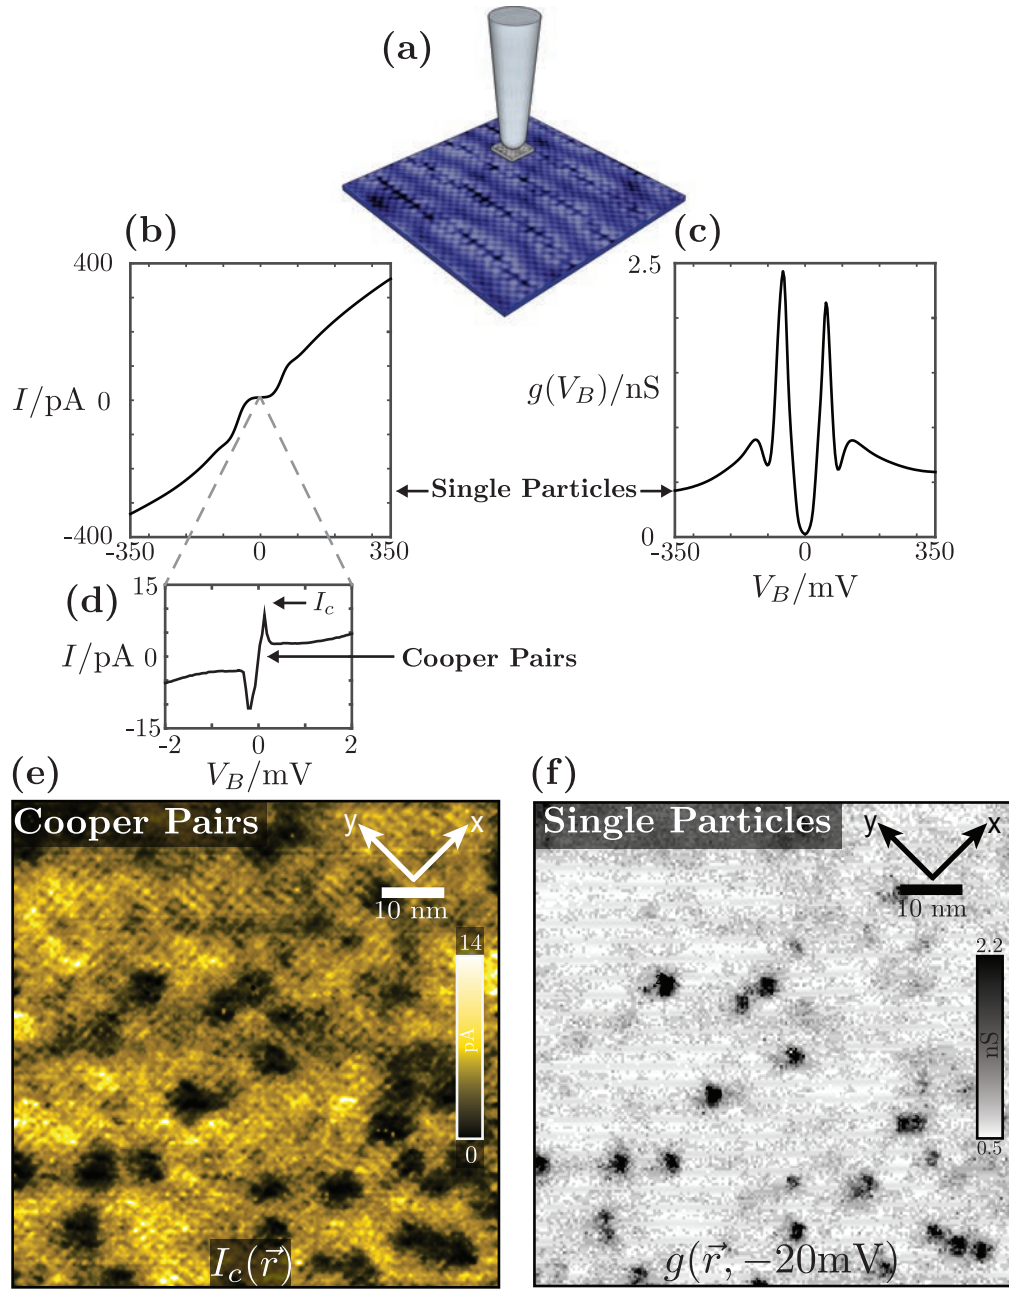 (a)
(b)
(c)
400
I/pA 0
-400
-350 0 350
2.5
g(V_B)/nS
0
-350 0 350
V_B/mV
Single Particles
(d)
15
I_c
I/pA 0
Cooper Pairs
-15
-2 0 2
V_B/mV
(e)
Cooper Pairs
y x
10 nm
14
pA
0
I_c(r⃗)
(f)
Single Particles
y x
10 nm
2.2
nS
0.5
g(r⃗, −20mV)